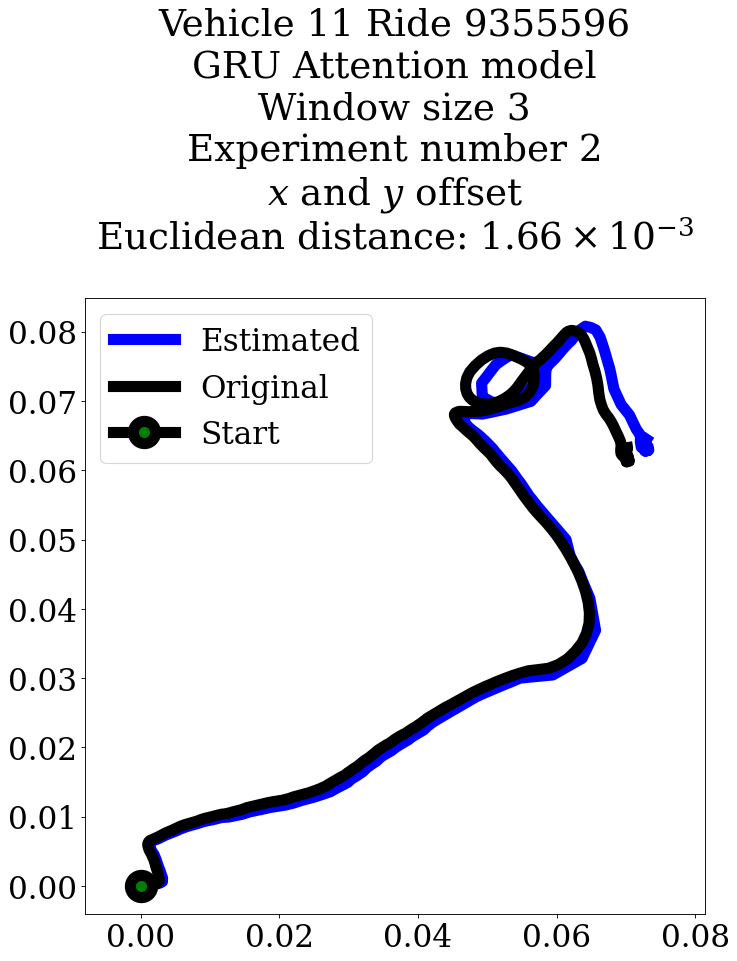 Vehicle 11 Ride 9355596
GRU Attention model
Window size 3
Experiment number 2
x and y offset
Euclidean distance: 1.66 × 10⁻³
Estimated
Original
Start
0.08
0.07
0.06
0.05
0.04
0.03
0.02
0.01
0.00
0.00 0.02 0.04 0.06 0.08